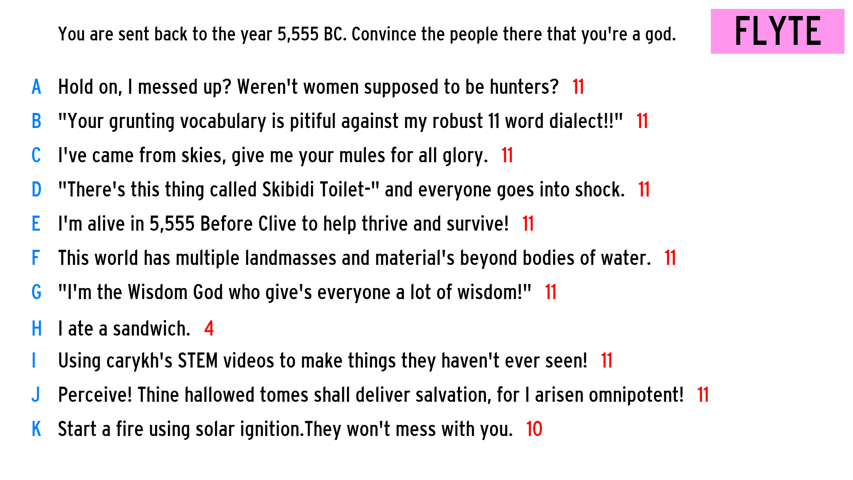 You are sent back to the year 5,555 BC. Convince the people there that you're a god.
FLYTE
A Hold on, I messed up? Weren't women supposed to be hunters? 11
B "Your grunting vocabulary is pitiful against my robust 11 word dialect!!" 11
C I've came from skies, give me your mules for all glory. 11
D "There's this thing called Skibidi Toilet-" and everyone goes into shock. 11
E I'm alive in 5,555 Before Clive to help thrive and survive! 11
F This world has multiple landmasses and material's beyond bodies of water. 11
G "I'm the Wisdom God who give's everyone a lot of wisdom!" 11
H I ate a sandwich. 4
I Using carykh's STEM videos to make things they haven't ever seen! 11
J Perceive! Thine hallowed tomes shall deliver salvation, for I arisen omnipotent! 11
K Start a fire using solar ignition.They won't mess with you. 10